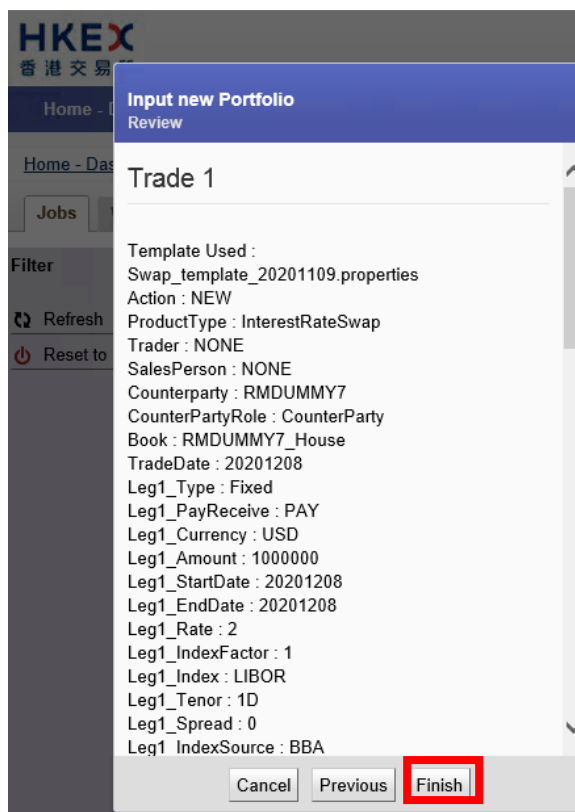 HKEX
香港交易
Home -
Input new Portfolio
Review
Home - Das
Trade 1
Jobs
Template Used :
Filter
Swap_template_20201109.properties
Action : NEW
Refresh
ProductType : InterestRateSwap
Trader : NONE
Reset to
SalesPerson : NONE
Counterparty : RMDUMMY7
CounterPartyRole : CounterParty
Book : RMDUMMY7_House
TradeDate : 20201208
Leg1_Type : Fixed
Leg1_PayReceive : PAY
Leg1_Currency : USD
Leg1_Amount : 1000000
Leg1_StartDate : 20201208
Leg1_EndDate : 20201208
Leg1_Rate : 2
Leg1_IndexFactor : 1
Leg1_Index : LIBOR
Leg1_Tenor : 1D
Leg1_Spread : 0
Leg1_IndexSource : BBA
Cancel Previous Finish